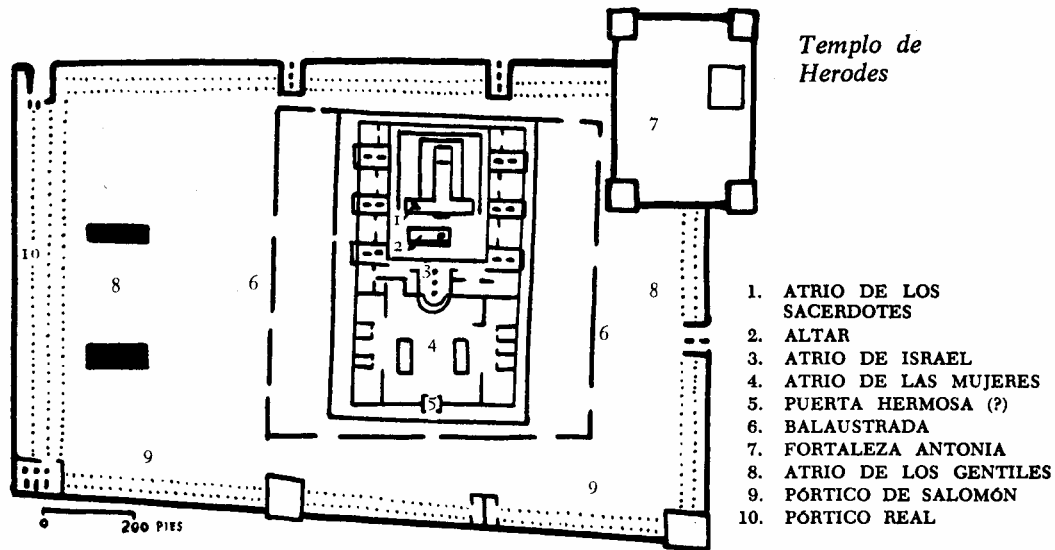 Templo de
Herodes
7
1
2
3
10
8
6
8
6
4
5
9
9
0 200 PIES
1. ATRIO DE LOS
SACERDOTES
2. ALTAR
3. ATRIO DE ISRAEL
4. ATRIO DE LAS MUJERES
5. PUERTA HERMOSA (?)
6. BALAUSTRADA
7. FORTALEZA ANTONIA
8. ATRIO DE LOS GENTILES
9. PÓRTICO DE SALOMÓN
10. PÓRTICO REAL